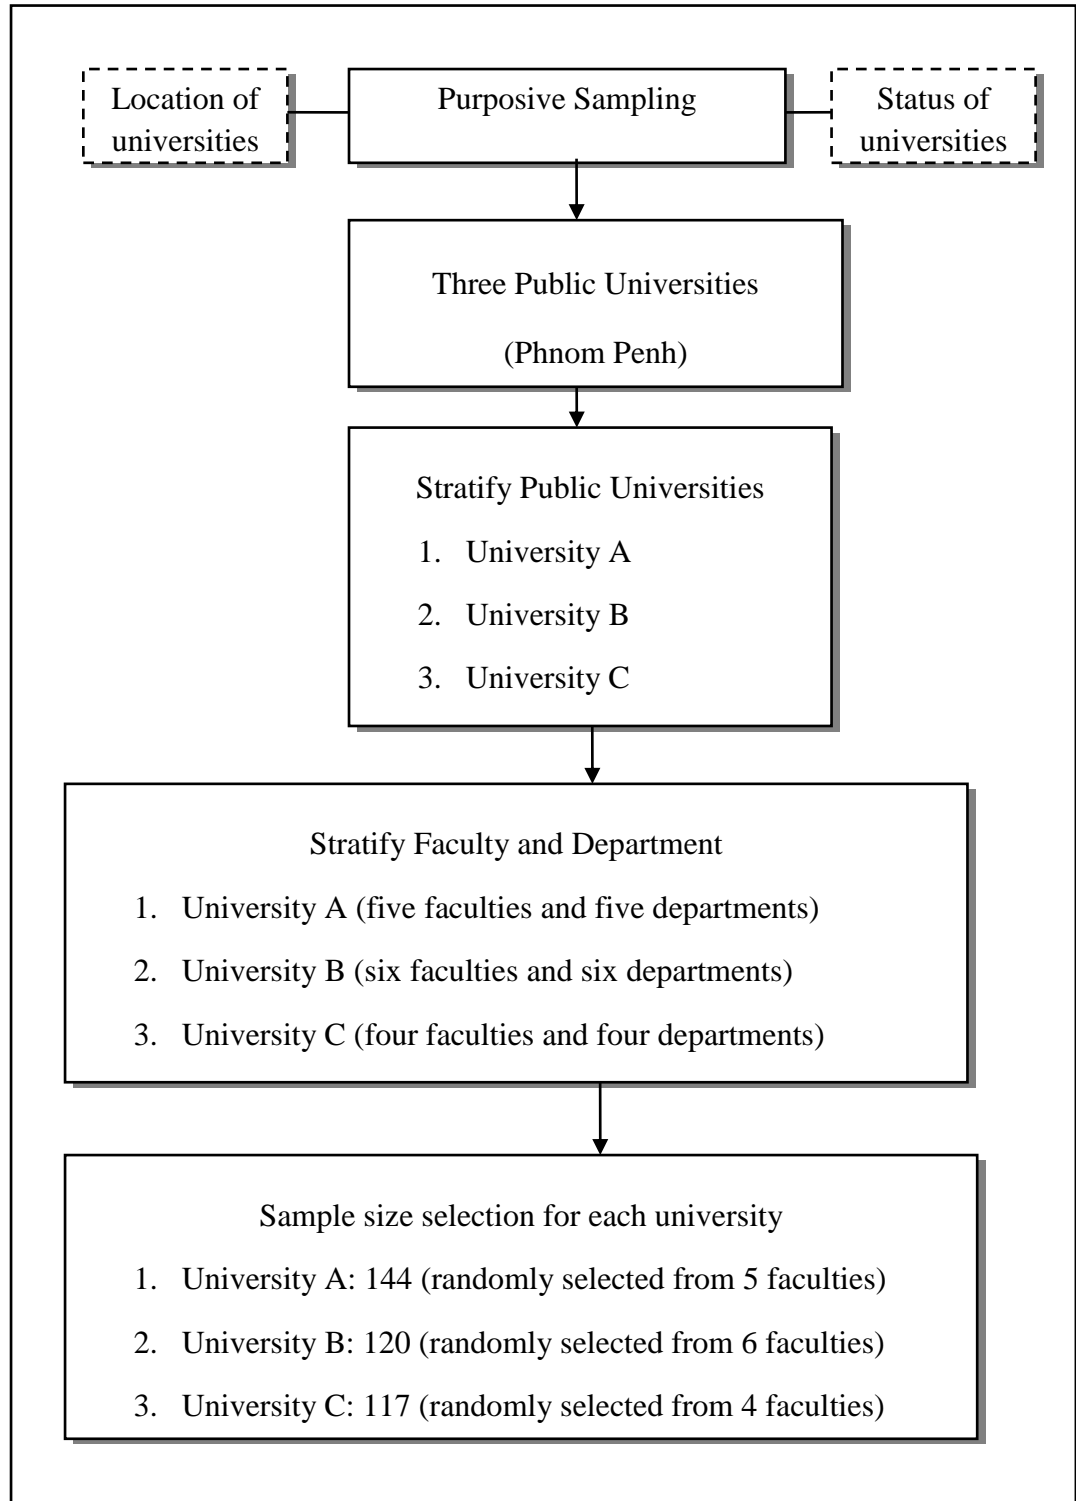 Location of
universities
Purposive Sampling
Status of
universities
Three Public Universities
(Phnom Penh)
Stratify Public Universities
1. University A
2. University B
3. University C
Stratify Faculty and Department
1. University A (five faculties and five departments)
2. University B (six faculties and six departments)
3. University C (four faculties and four departments)
Sample size selection for each university
1. University A: 144 (randomly selected from 5 faculties)
2. University B: 120 (randomly selected from 6 faculties)
3. University C: 117 (randomly selected from 4 faculties)